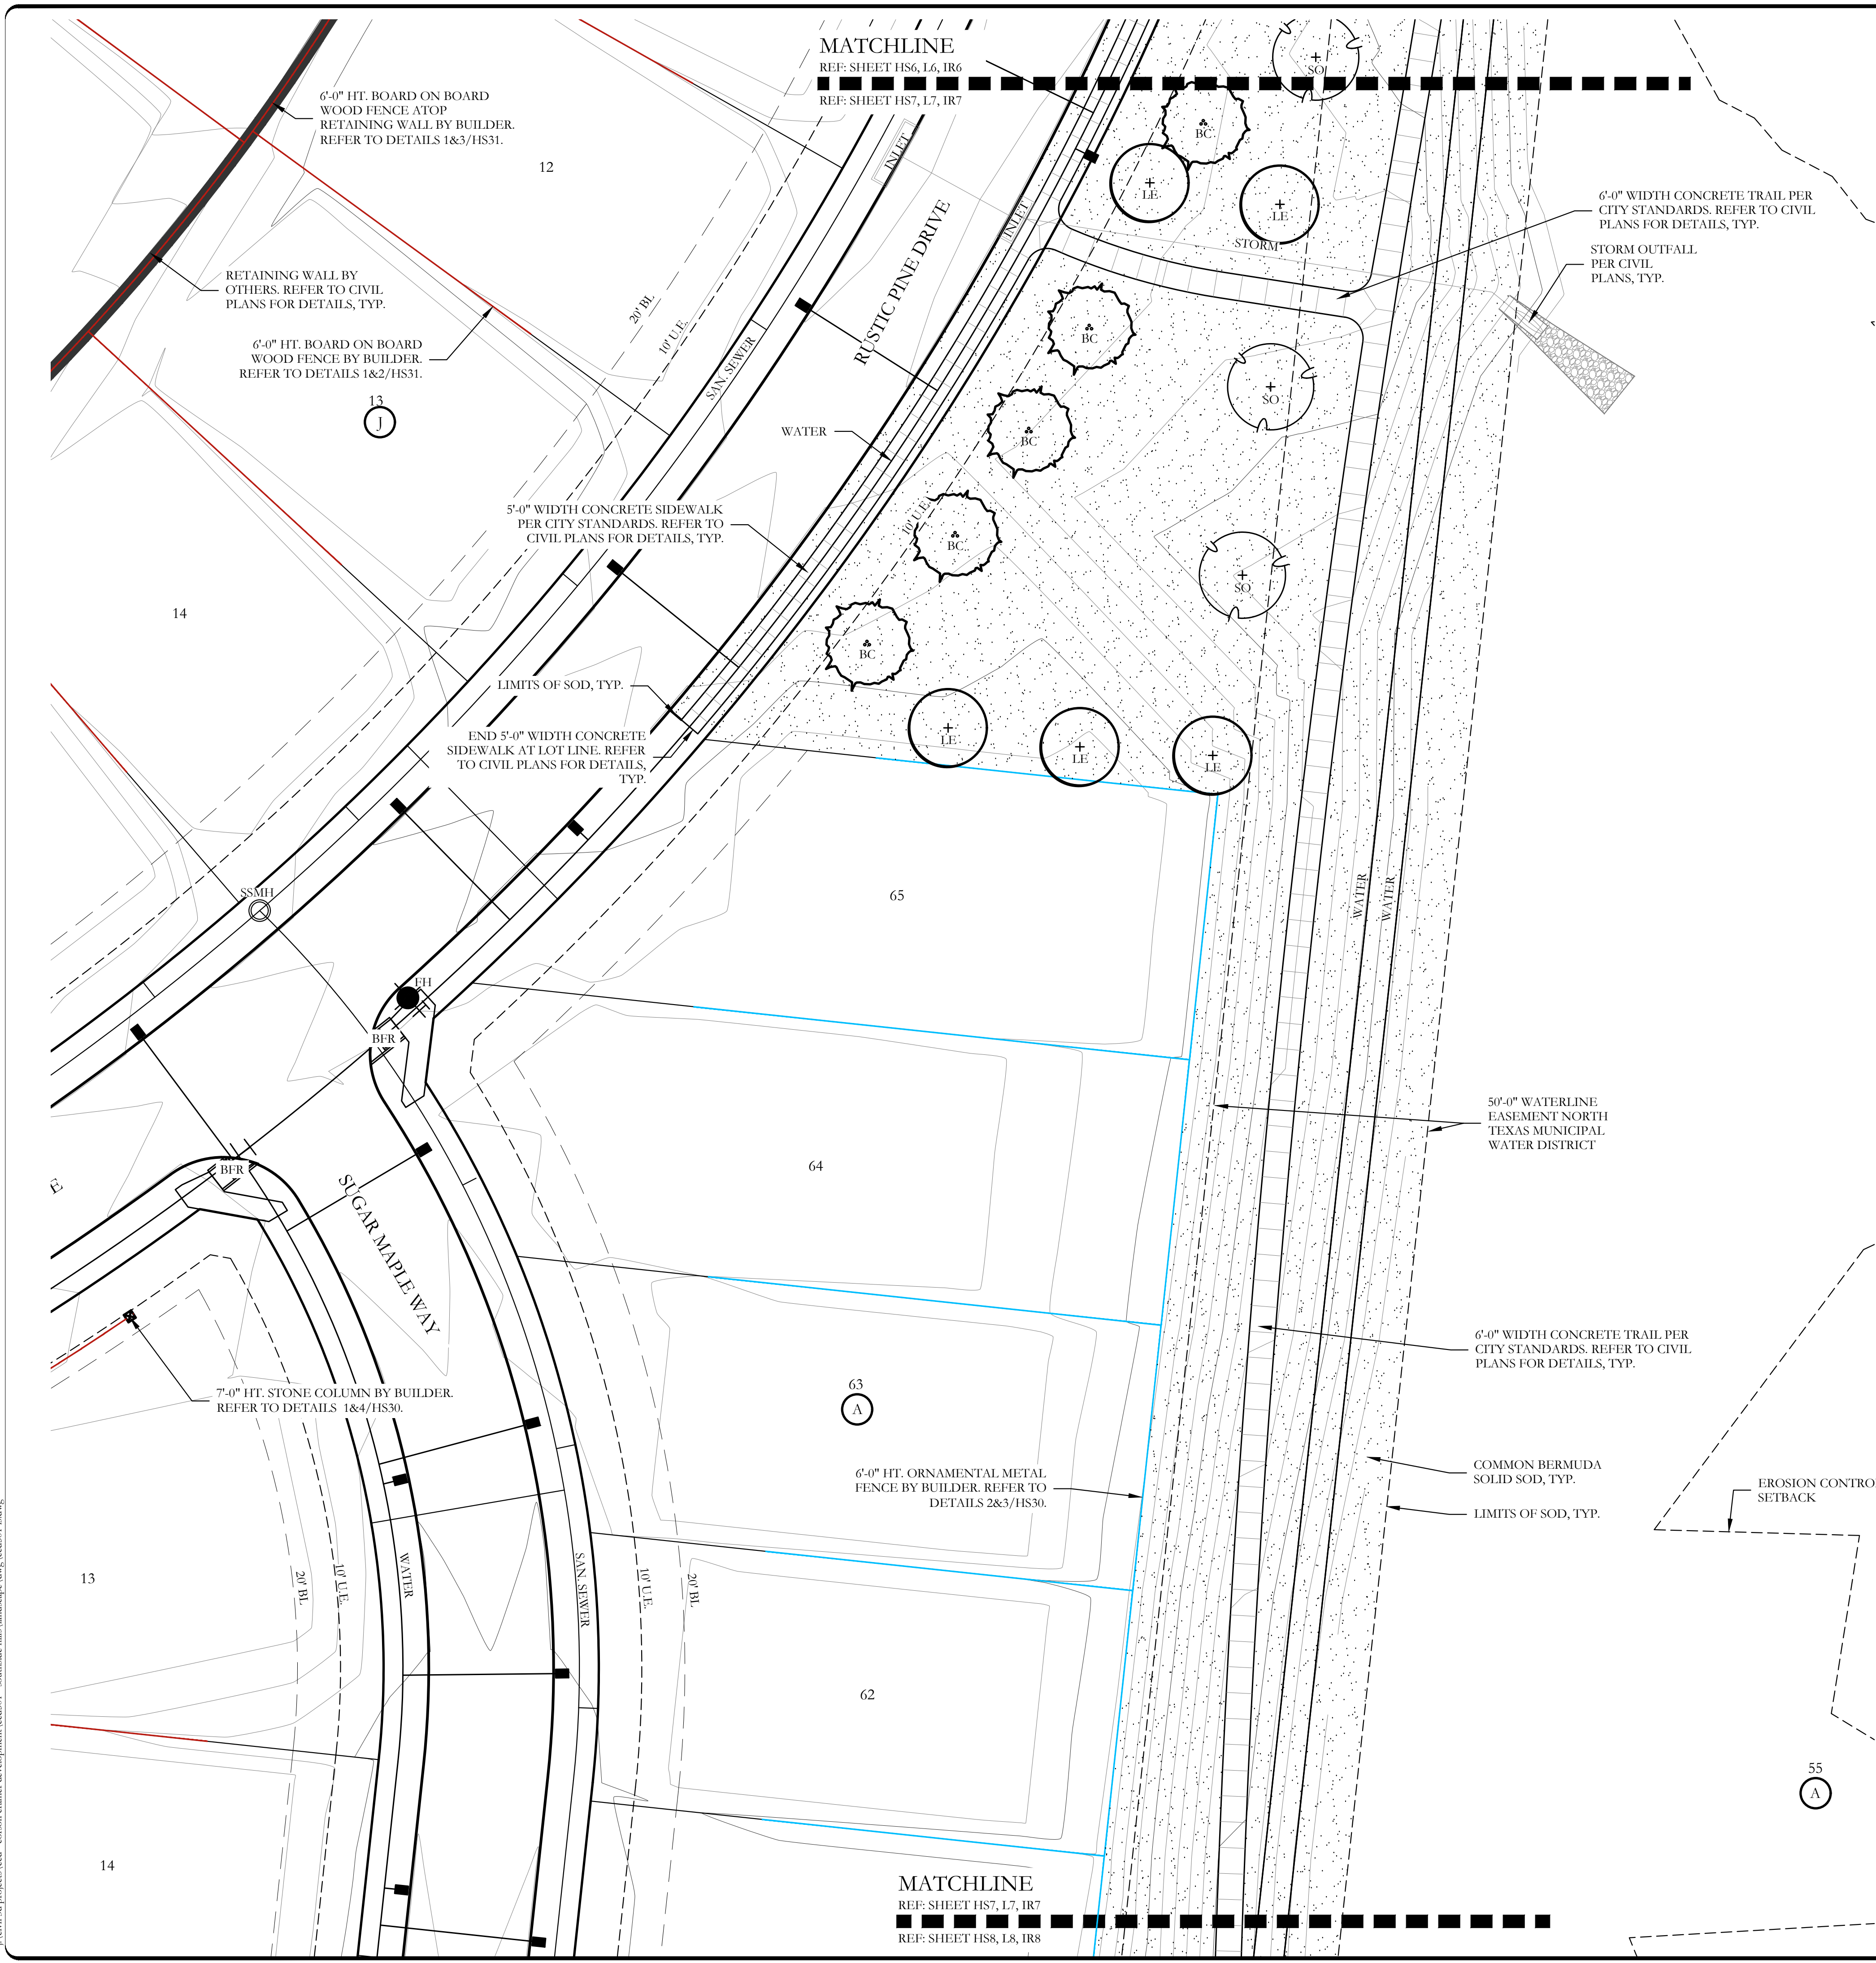 MATCHLINE
REF: SHEET HS6, L6, IR6
REF: SHEET HS7, L7, IR7
SO
6'-0" HT. BOARD ON BOARD
WOOD FENCE ATOP
RETAINING WALL BY BUILDER.
REFER TO DETAILS 1&3/HS31.
12
INLET
BC
LE
LE
INLET
STORM
6'-0" WIDTH CONCRETE TRAIL PER
CITY STANDARDS. REFER TO CIVIL
PLANS FOR DETAILS, TYP.
STORM OUTFALL
PER CIVIL
PLANS, TYP.
RETAINING WALL BY
OTHERS. REFER TO CIVIL
PLANS FOR DETAILS, TYP.
20' BL
10' U.E.
SAN. SEWER
RUSTIC PINE DRIVE
6'-0" HT. BOARD ON BOARD
WOOD FENCE BY BUILDER.
REFER TO DETAILS 1&2/HS31.
13
J
BC
SO
WATER
BC
5'-0" WIDTH CONCRETE SIDEWALK
PER CITY STANDARDS. REFER TO
CIVIL PLANS FOR DETAILS, TYP.
10' U.E.
BC
SO
14
BC
LIMITS OF SOD, TYP.
END 5'-0" WIDTH CONCRETE
SIDEWALK AT LOT LINE. REFER
TO CIVIL PLANS FOR DETAILS,
TYP.
LE
LE
LE
65
WATER
WATER
SSMH
FH
BFR
BFR
E
50'-0" WATERLINE
EASEMENT NORTH
TEXAS MUNICIPAL
WATER DISTRICT
64
SUGAR MAPLE WAY
6'-0" WIDTH CONCRETE TRAIL PER
CITY STANDARDS. REFER TO CIVIL
PLANS FOR DETAILS, TYP.
7'-0" HT. STONE COLUMN BY BUILDER.
REFER TO DETAILS 1&4/HS30.
63
A
6'-0" HT. ORNAMENTAL METAL
FENCE BY BUILDER. REFER TO
DETAILS 2&3/HS30.
COMMON BERMUDA
SOLID SOD, TYP.
LIMITS OF SOD, TYP.
EROSION CONTRO
SETBACK
13
20' BL
10' U.E.
WATER
SAN. SEWER
10' U.E.
20' BL
62
55
A
14
MATCHLINE
REF: SHEET HS7, L7, IR7
REF: SHEET HS8, L8, IR8